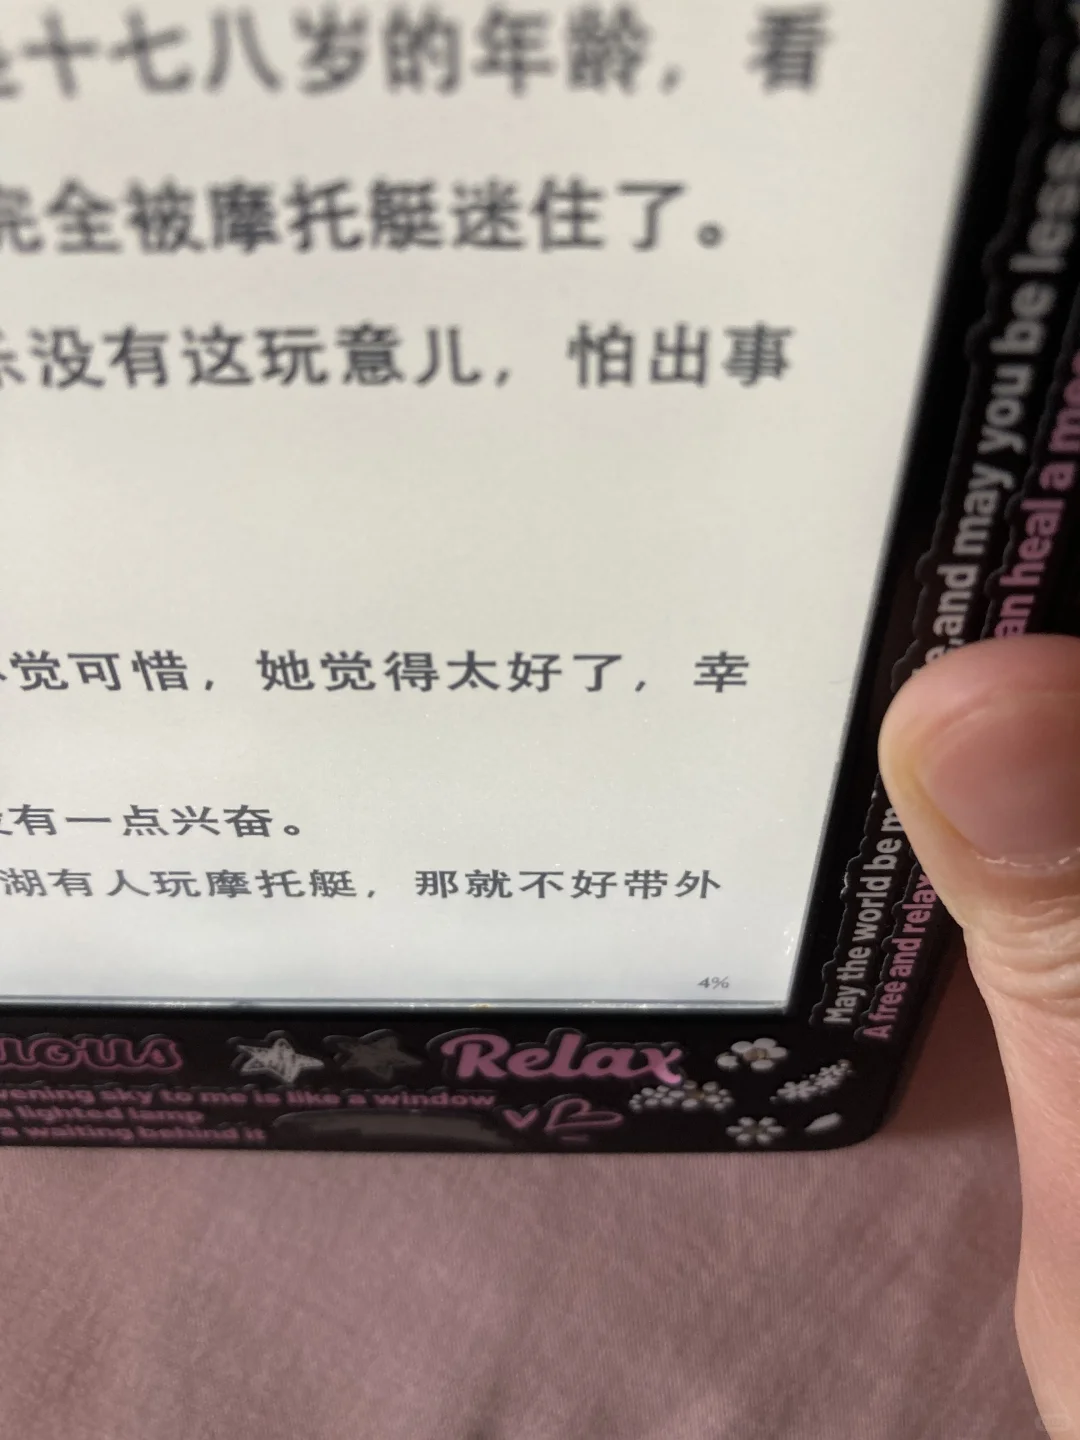 十七八岁的年龄，看
完全被摩托艇迷住了。
没有这玩意儿，怕出事
觉可惜，她觉得太好了，幸
有一点兴奋。
湖有人玩摩托艇，那就不好带外
4%
Relax
evening sky to me is like a window
a lighted lamp
a waiting behind it
and may you be less
an heal a
May the world be
A free and relax